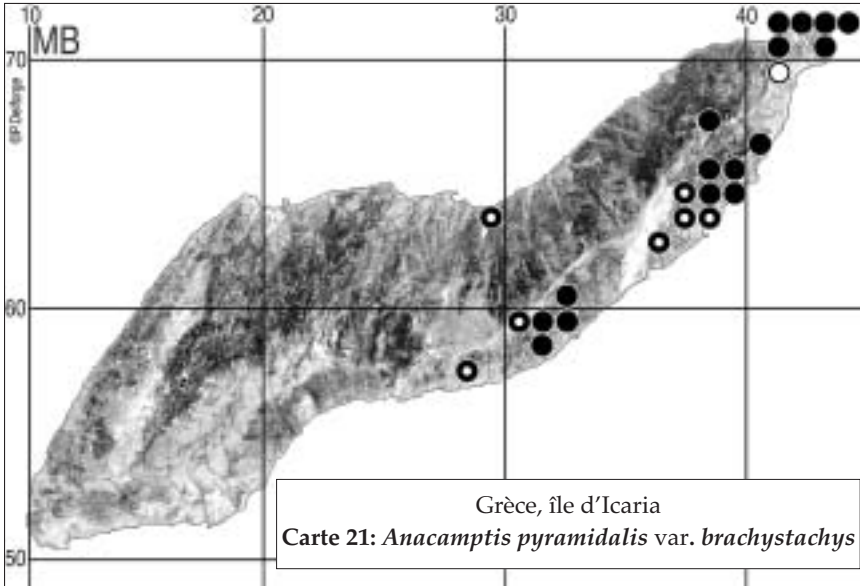 10 MB 20 30 40
70
©P.Delforge
60
50
Grèce, île d'Icaria
Carte 21: Anacamptis pyramidalis var. brachystachys